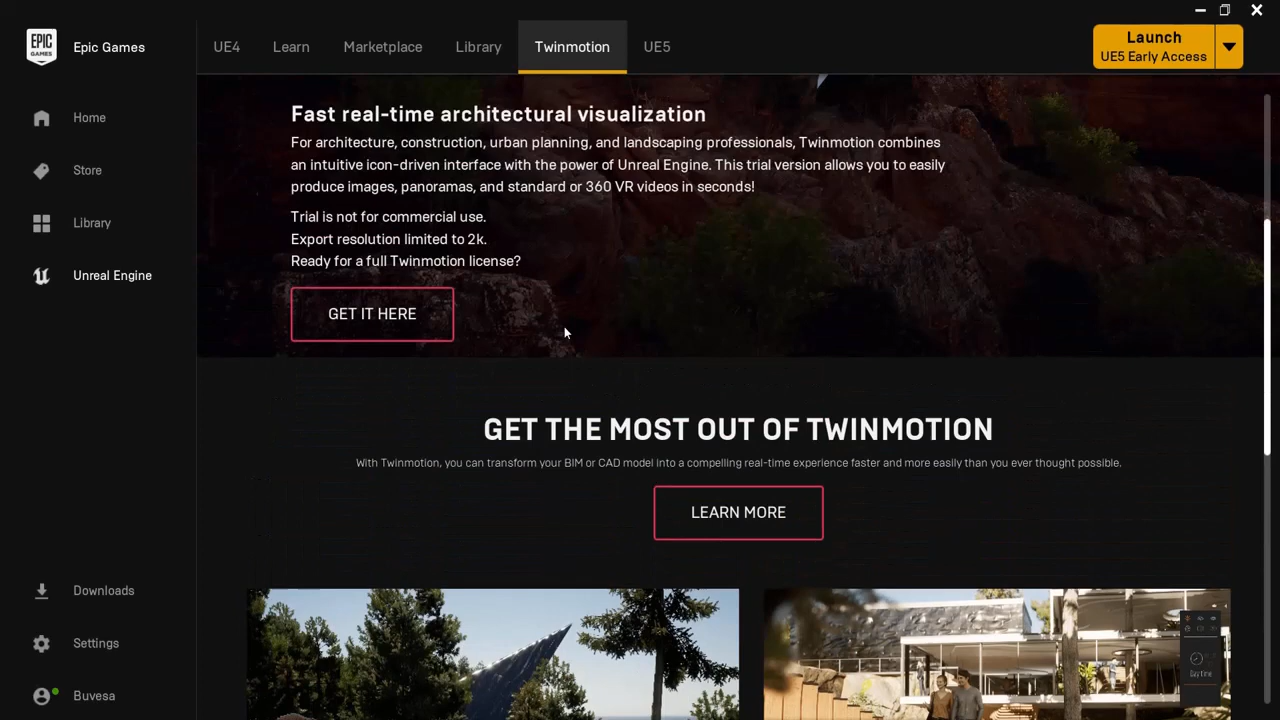 EPIC
GAMES
Epic Games
UE4
Learn
Marketplace
Library
Twinmotion
UE5
Launch
UE5 Early Access
Home
Store
Library
Unreal Engine
Fast real-time architectural visualization
For architecture, construction, urban planning, and landscaping professionals, Twinmotion combines
an intuitive icon-driven interface with the power of Unreal Engine. This trial version allows you to easily
produce images, panoramas, and standard or 360 VR videos in seconds!
Trial is not for commercial use.
Export resolution limited to 2k.
Ready for a full Twinmotion license?
GET IT HERE
GET THE MOST OUT OF TWINMOTION
With Twinmotion, you can transform your BIM or CAD model into a compelling real-time experience faster and more easily than you ever thought possible.
LEARN MORE
Downloads
Settings
Buvesa
Daytime